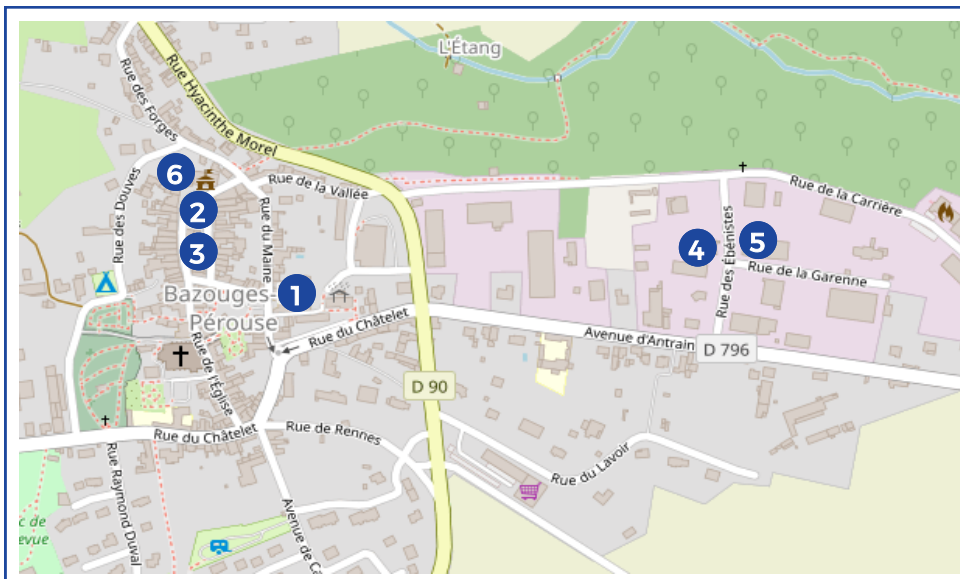 L'Étang
Rue Hyacinthe Morel
Rue des Forges
6
Rue de la Vallée
Rue de la Carrière
2
Rue des Douves
Rue du Maine
Rue des Ébénistes
3
4
5
Rue de la Garenne
1
Bazouges-
Pérouse
Rue du Châtelet
Avenue d'Antrain
D 796
Rue de l'Église
D 90
Rue du Châtelet
Rue de Rennes
Rue du Lavoir
Rue Raymond Duval
Avenue de Ca
c de
evue